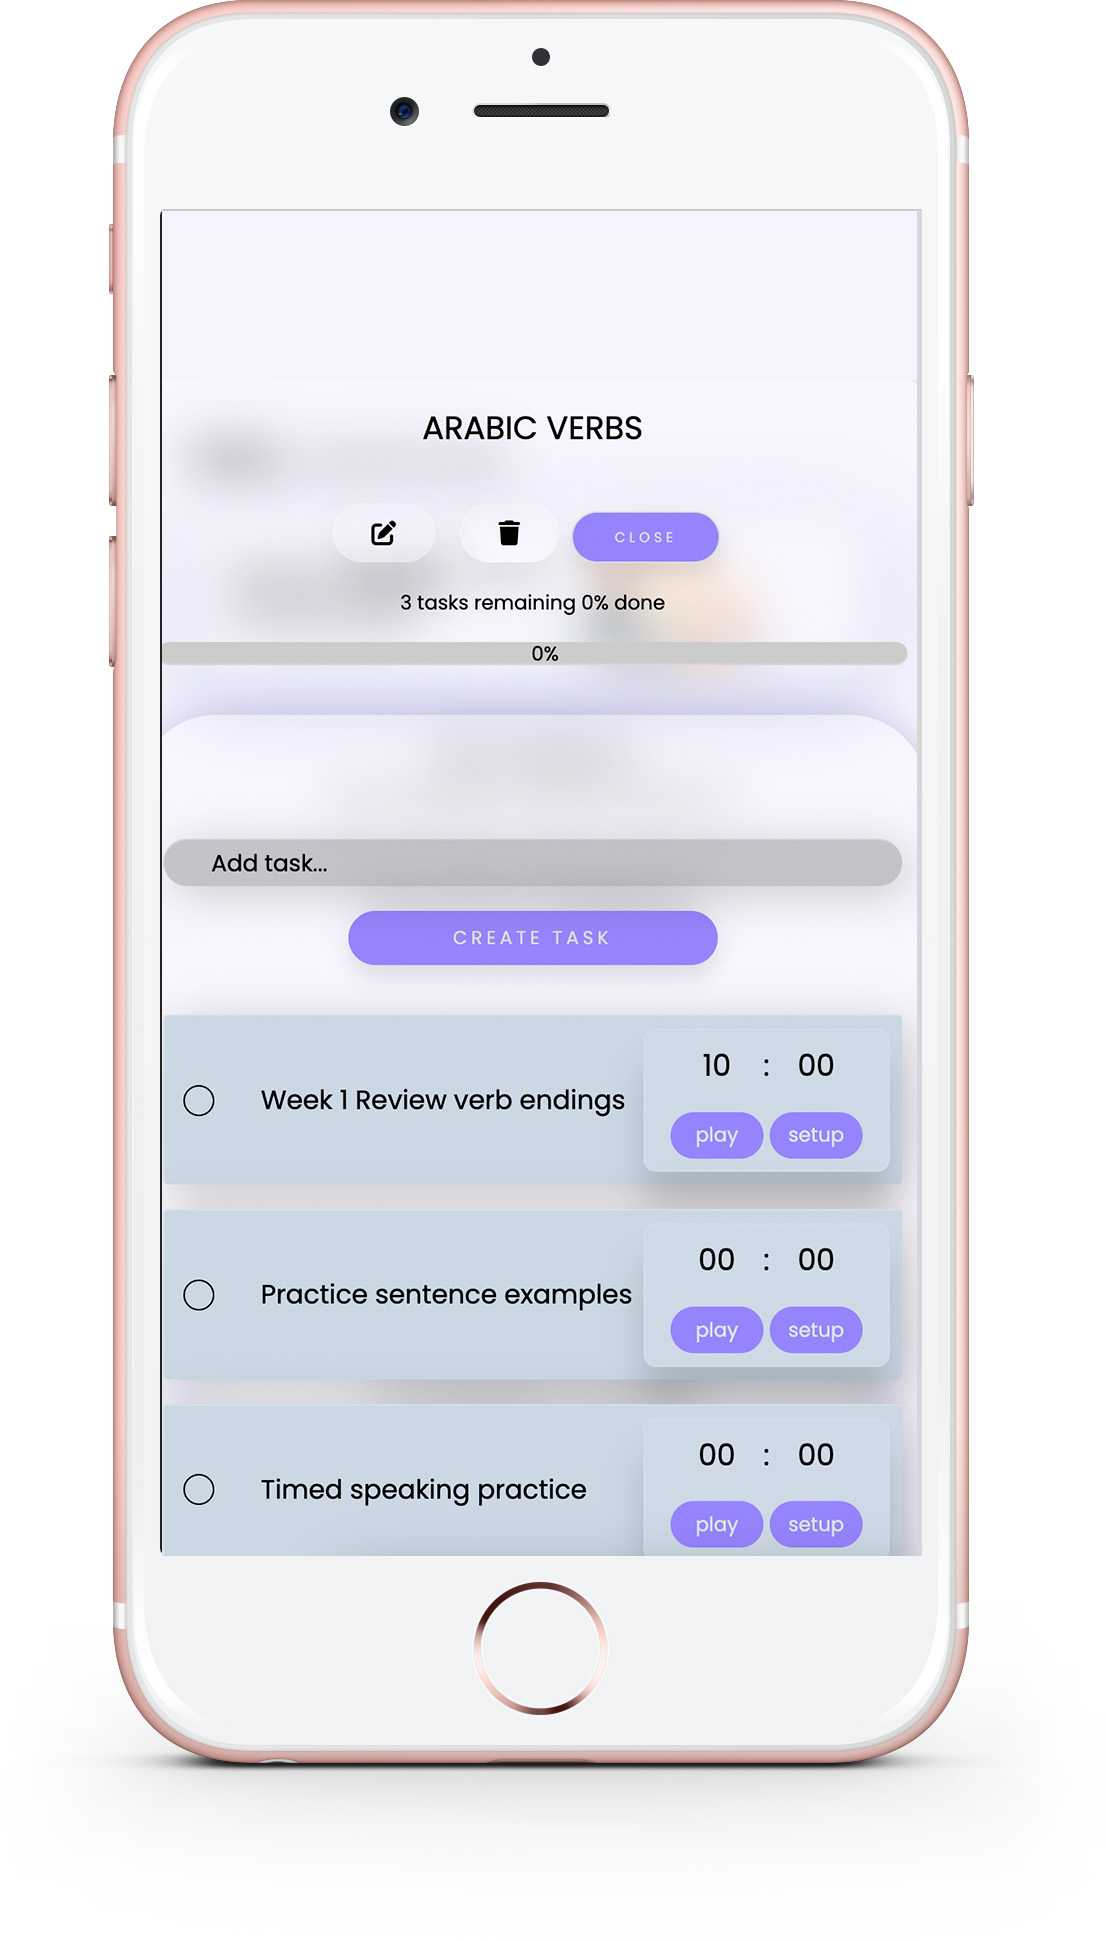 ARABIC VERBS
CLOSE
3 tasks remaining 0% done
0%
Add task...
CREATE TASK
Week 1 Review verb endings
10 : 00
play setup
Practice sentence examples
00 : 00
play setup
Timed speaking practice
00 : 00
play setup